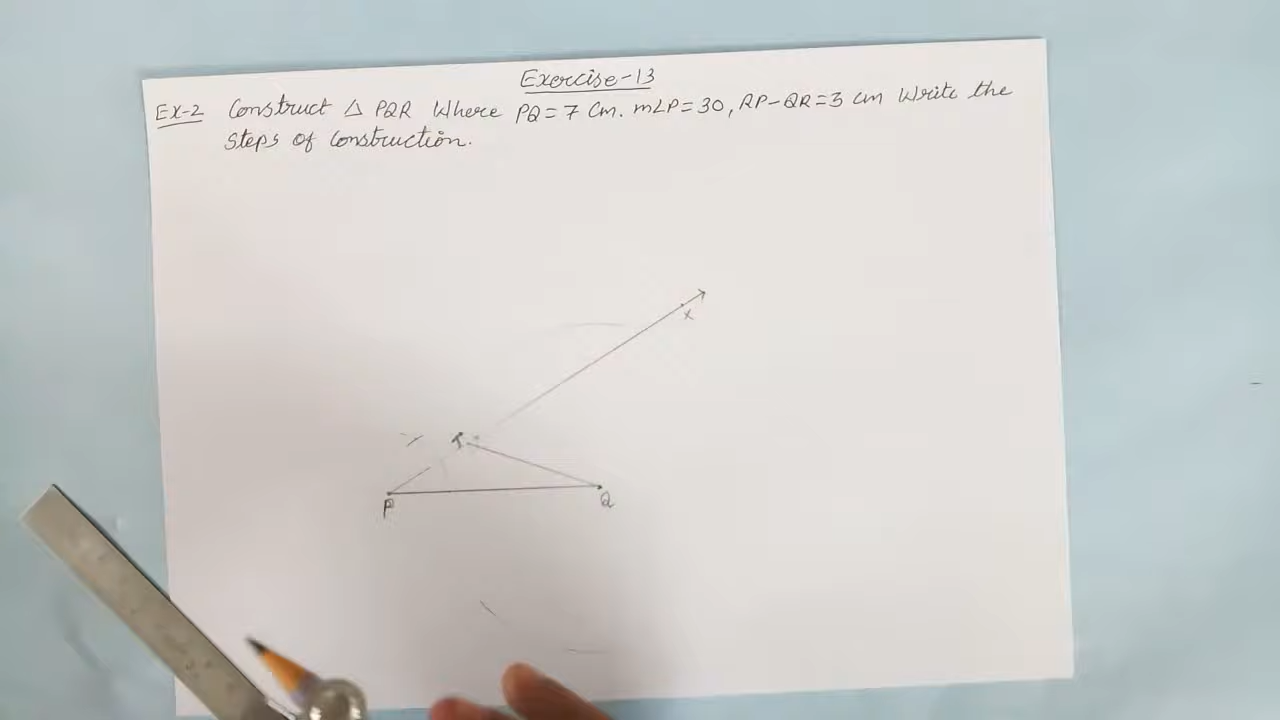 Exercise-13
Ex-2 Construct △ PQR Where PQ = 7 Cm. m∠P = 30, RP-QR = 3 cm Write the
Steps of Construction.
X
T
P
Q